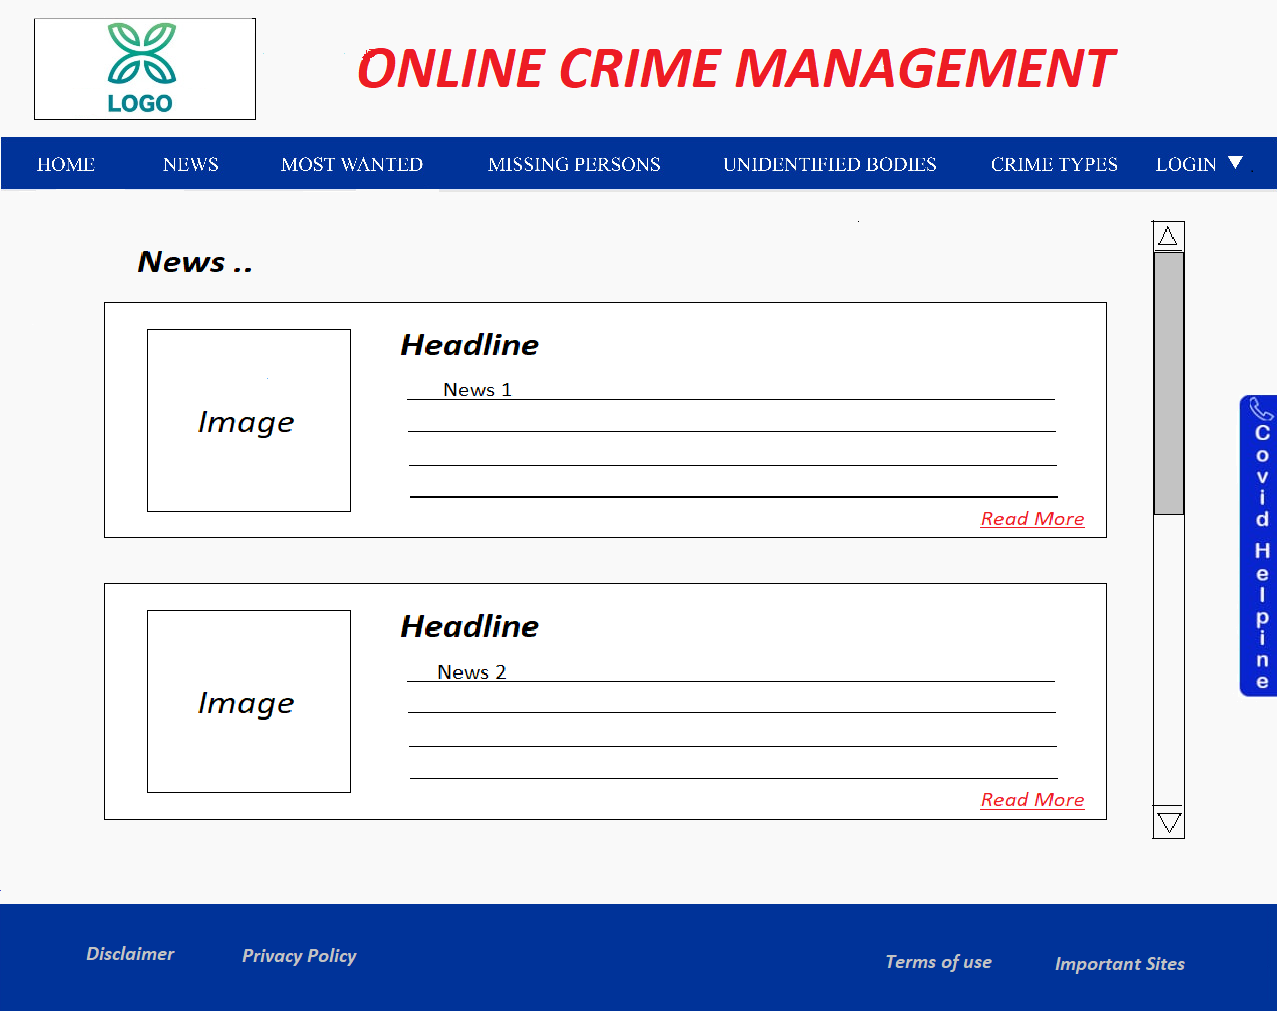 LOGO
ONLINE CRIME MANAGEMENT
HOME NEWS MOST WANTED MISSING PERSONS UNIDENTIFIED BODIES CRIME TYPES LOGIN
News ..
Image
Headline
News 1
Read More
Image
Headline
News 2
Read More
Covid Helpine
Disclaimer Privacy Policy Terms of use Important Sites